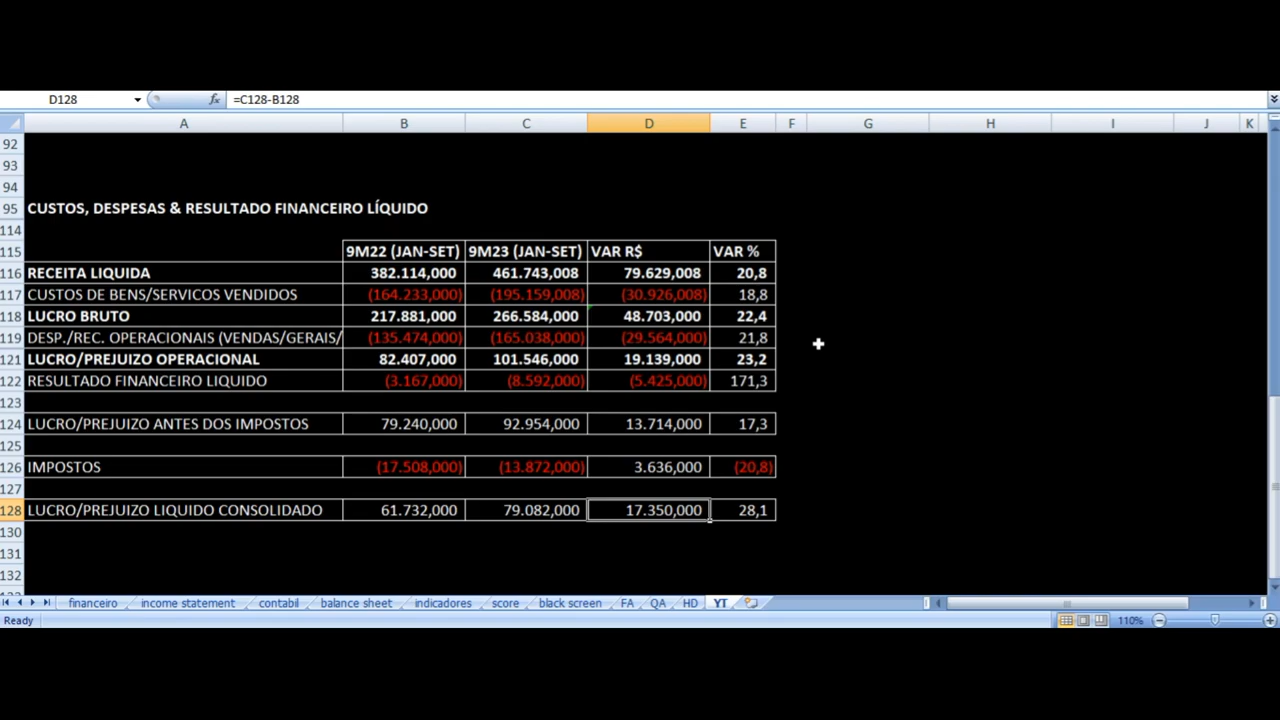 D128 fx =C128-B128
A B C D E F G H I J K
92
93
94
95 CUSTOS, DESPESAS & RESULTADO FINANCEIRO LÍQUIDO
114
115 9M22 (JAN-SET) 9M23 (JAN-SET) VAR R$ VAR %
116 RECEITA LIQUIDA 382.114,000 461.743,008 79.629,008 20,8
117 CUSTOS DE BENS/SERVICOS VENDIDOS (164.233,000) (195.159,008) (30.926,008) 18,8
118 LUCRO BRUTO 217.881,000 266.584,000 48.703,000 22,4
119 DESP./REC. OPERACIONAIS (VENDAS/GERAIS/ (135.474,000) (165.038,000) (29.564,000) 21,8
121 LUCRO/PREJUIZO OPERACIONAL 82.407,000 101.546,000 19.139,000 23,2
122 RESULTADO FINANCEIRO LIQUIDO (3.167,000) (8.592,000) (5.425,000) 171,3
123
124 LUCRO/PREJUIZO ANTES DOS IMPOSTOS 79.240,000 92.954,000 13.714,000 17,3
125
126 IMPOSTOS (17.508,000) (13.872,000) 3.636,000 (20,8)
127
128 LUCRO/PREJUIZO LIQUIDO CONSOLIDADO 61.732,000 79.082,000 17.350,000 28,1
130
131
132
financeiro income statement contabil balance sheet indicadores score black screen FA QA HD YT
Ready 110%